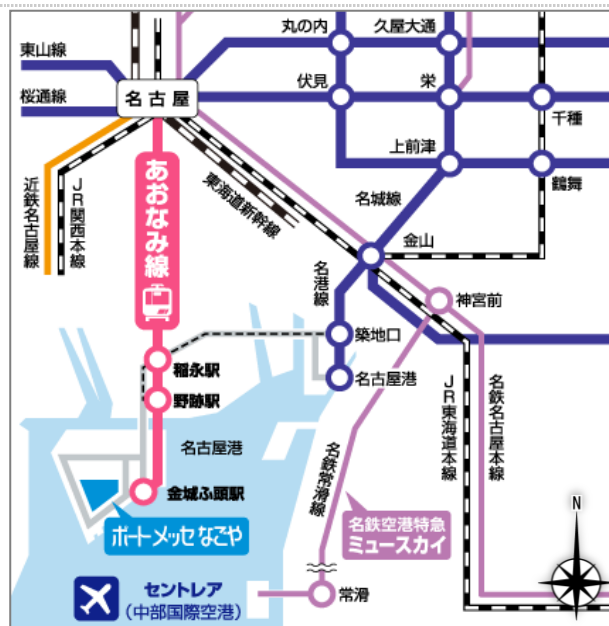 丸の内
久屋大通
東山線
伏見
栄
桜通線
名古屋
千種
上前津
鶴舞
近鉄名古屋線
JR関西本線
あおなみ線
東海道新幹線
名城線
金山
名港線
神宮前
築地口
稲永駅
名古屋港
野跡駅
JR東海道本線
名鉄名古屋本線
名古屋港
名鉄常滑線
金城ふ頭駅
N
ポートメッセなごや
名鉄空港特急
ミュースカイ
セントレア
(中部国際空港)
常滑